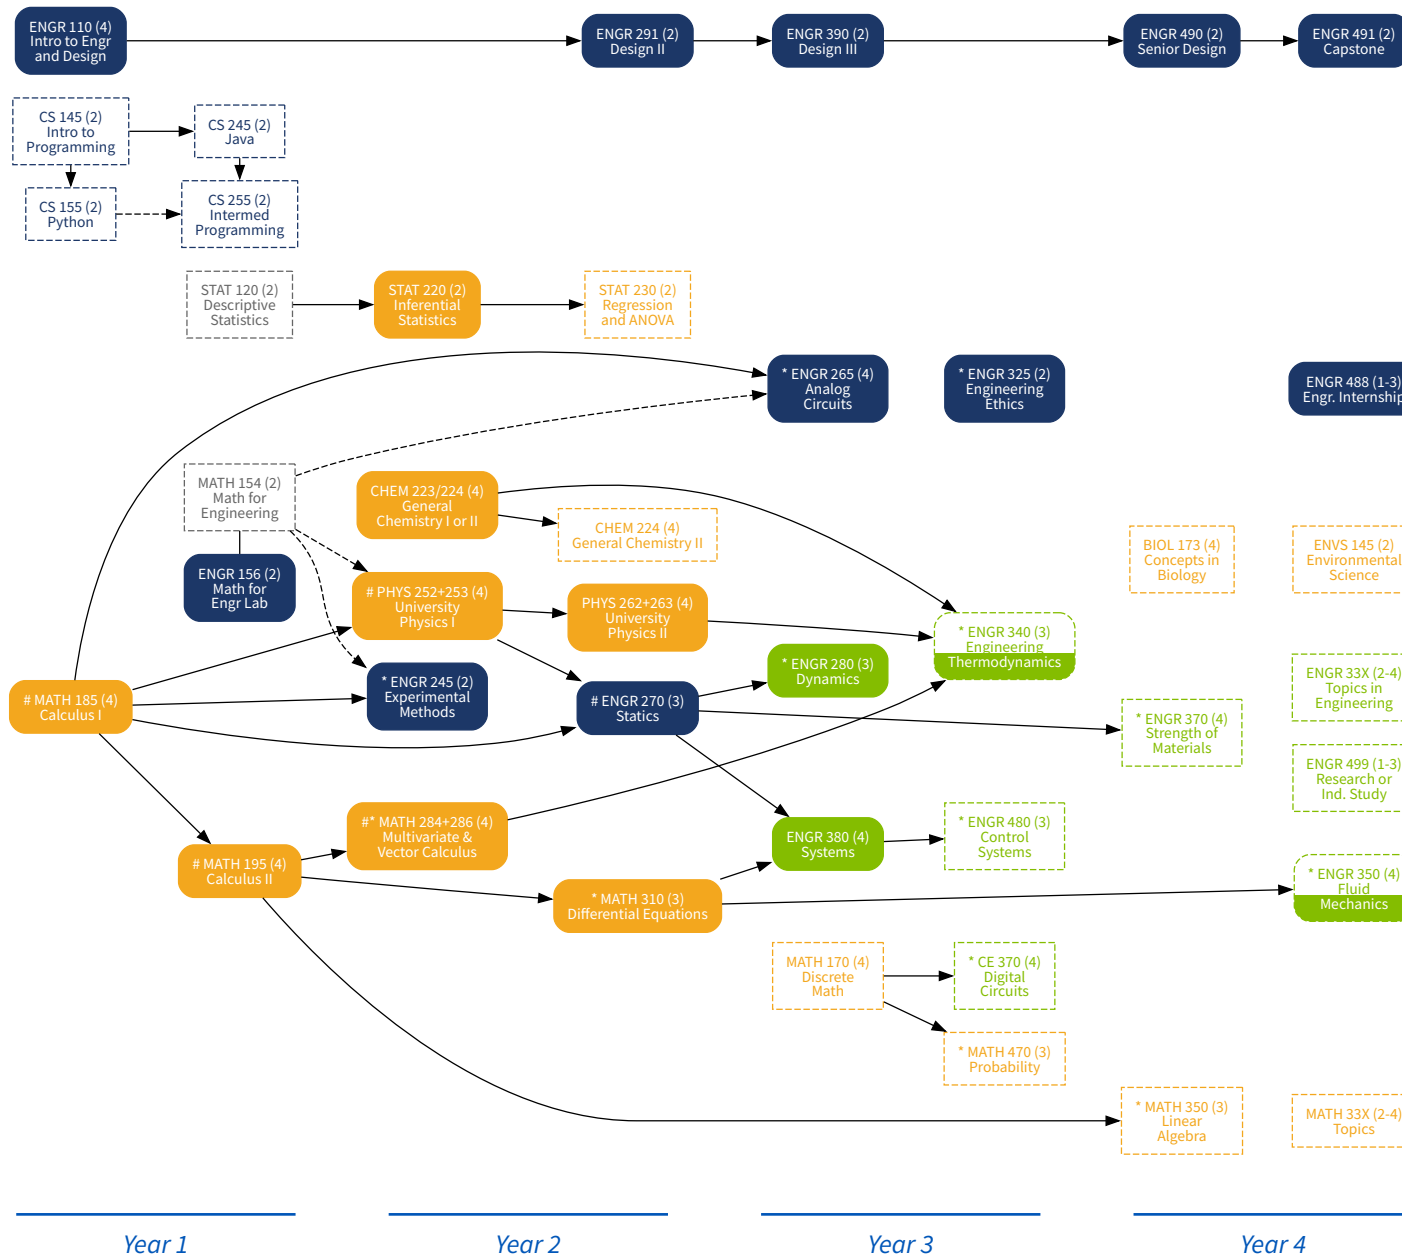 ENGR 110 (4)
Intro to Engr
and Design
ENGR 291 (2)
Design II
ENGR 390 (2)
Design III
ENGR 490 (2)
Senior Design
ENGR 491 (2)
Capstone
CS 145 (2)
Intro to
Programming
CS 245 (2)
Java
CS 155 (2)
Python
CS 255 (2)
Intermed
Programming
STAT 120 (2)
Descriptive
Statistics
STAT 220 (2)
Inferential
Statistics
STAT 230 (2)
Regression
and ANOVA
* ENGR 265 (4)
Analog
Circuits
* ENGR 325 (2)
Engineering
Ethics
ENGR 488 (1-3)
Engr. Internship
MATH 154 (2)
Math for
Engineering
CHEM 223/224 (4)
General
Chemistry I or II
CHEM 224 (4)
General Chemistry II
BIOL 173 (4)
Concepts in
Biology
ENVS 145 (2)
Environmental
Science
ENGR 156 (2)
Math for
Engr Lab
# PHYS 252+253 (4)
University
Physics I
PHYS 262+263 (4)
University
Physics II
* ENGR 340 (3)
Engineering
Thermodynamics
* ENGR 280 (3)
Dynamics
ENGR 33X (2-4)
Topics in
Engineering
# MATH 185 (4)
Calculus I
* ENGR 245 (2)
Experimental
Methods
# ENGR 270 (3)
Statics
* ENGR 370 (4)
Strength of
Materials
ENGR 499 (1-3)
Research or
Ind. Study
#* MATH 284+286 (4)
Multivariate &
Vector Calculus
ENGR 380 (4)
Systems
* ENGR 480 (3)
Control
Systems
# MATH 195 (4)
Calculus II
* MATH 310 (3)
Differential Equations
* ENGR 350 (4)
Fluid
Mechanics
MATH 170 (4)
Discrete
Math
* CE 370 (4)
Digital
Circuits
* MATH 470 (3)
Probability
* MATH 350 (3)
Linear
Algebra
MATH 33X (2-4)
Topics
Year 1
Year 2
Year 3
Year 4